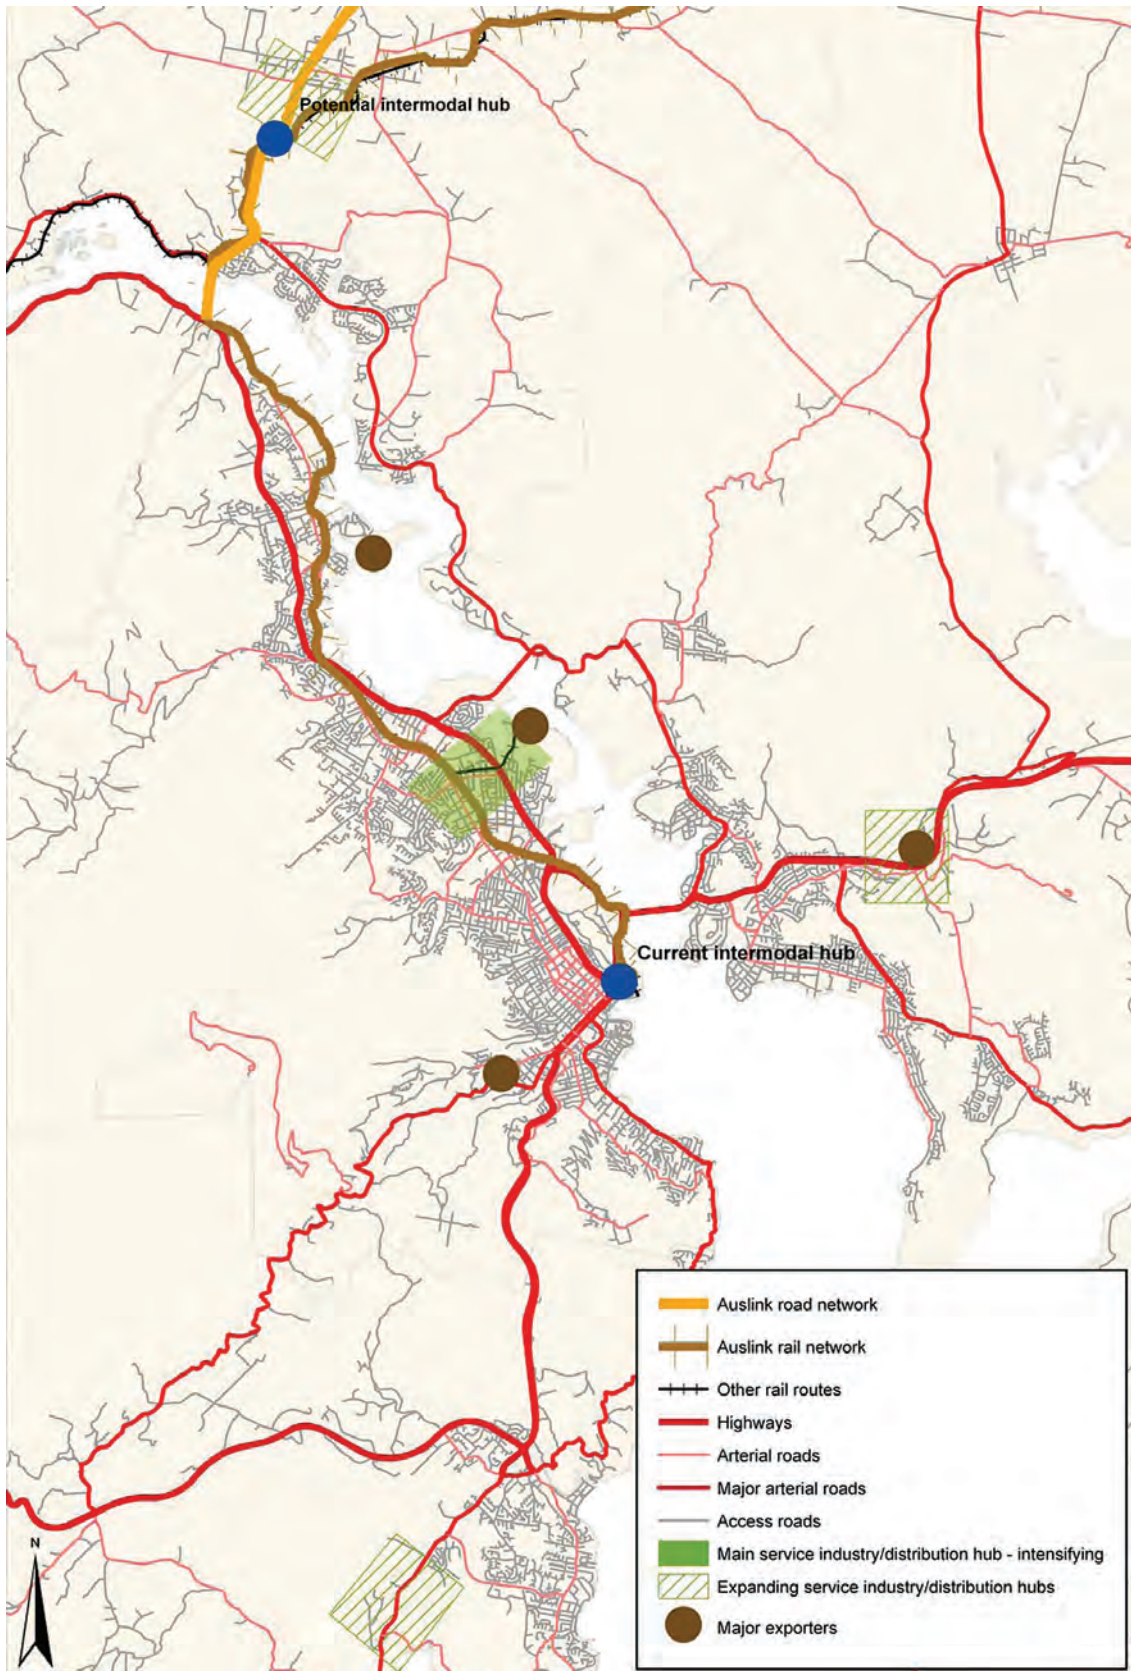 Potential intermodal hub
Current intermodal hub
Auslink road network
Auslink rail network
Other rail routes
Highways
Arterial roads
Major arterial roads
Access roads
Main service industry/distribution hub - intensifying
Expanding service industry/distribution hubs
Major exporters
N